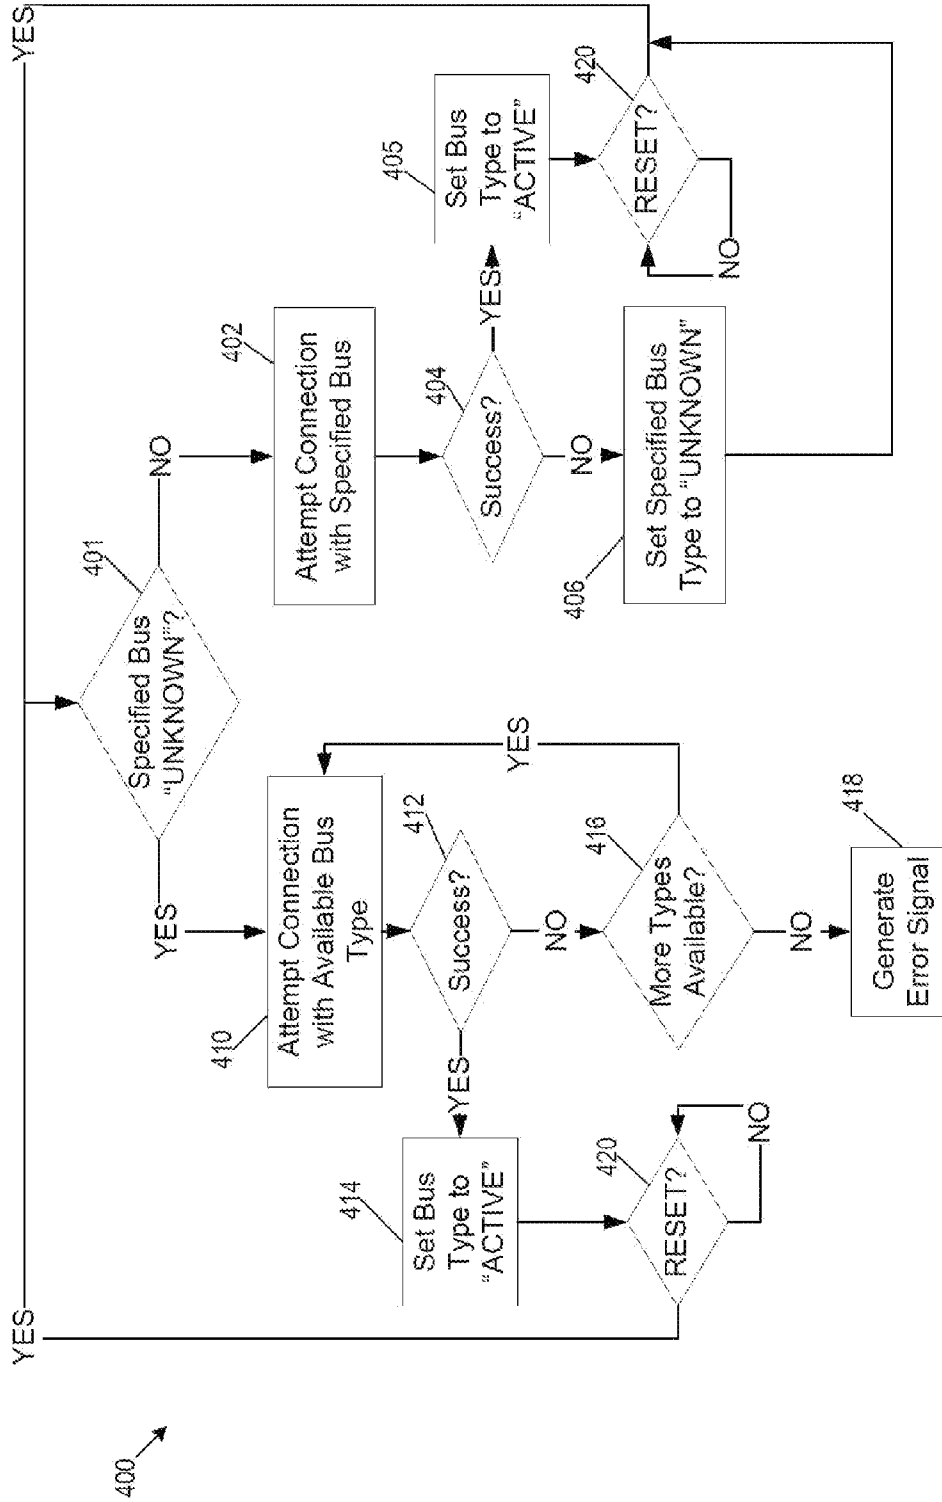 400
YES
YES
401
Specified Bus
“UNKNOWN”?
YES
NO
410
Attempt Connection
with Available Bus
Type
402
Attempt Connection
with Specified Bus
412
Success?
YES
NO
404
Success?
YES
NO
414
Set Bus
Type to
“ACTIVE”
405
Set Bus
Type to
“ACTIVE”
420
RESET?
NO
416
More Types
Available?
YES
NO
406
Set Specified Bus
Type to “UNKNOWN”
420
RESET?
NO
418
Generate
Error Signal